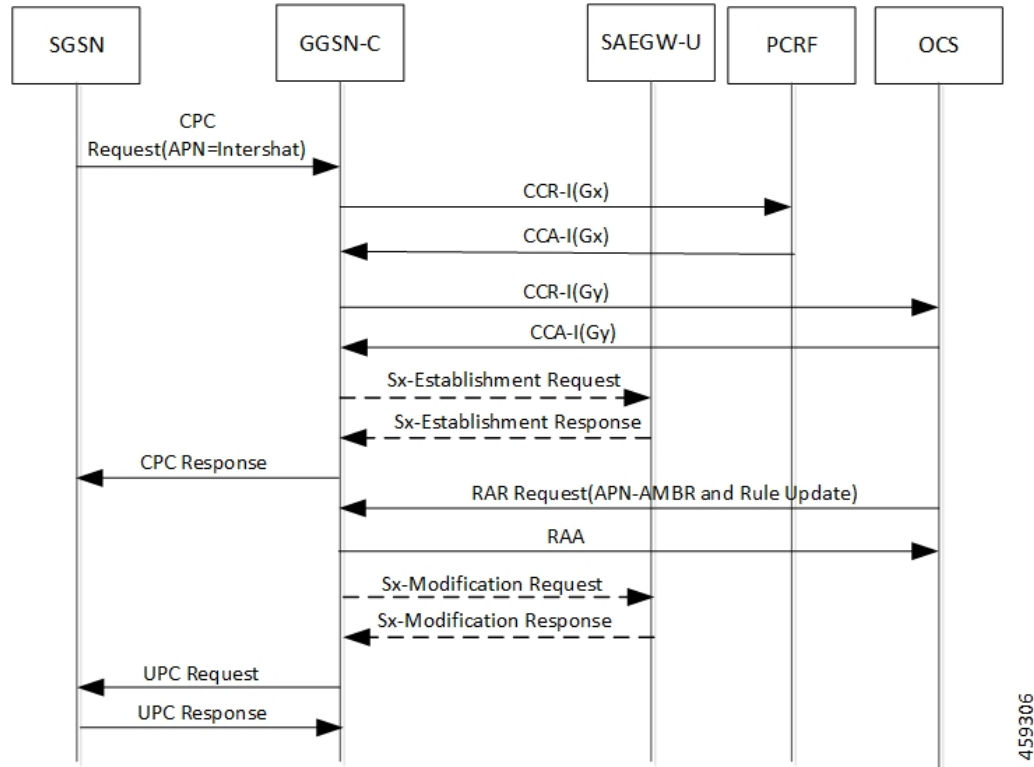 SGSN
GGSN-C
SAEGW-U
PCRF
OCS
CPC
Request(APN=Intershat)
CCR-I(Gx)
CCA-I(Gx)
CCR-I(Gy)
CCA-I(Gy)
Sx-Establishment Request
Sx-Establishment Response
CPC Response
RAR Request(APN-AMBR and Rule Update)
RAA
Sx-Modification Request
Sx-Modification Response
UPC Request
UPC Response
459306